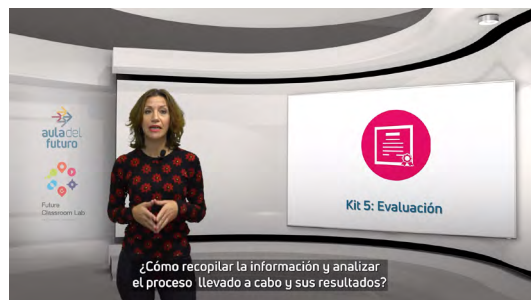 aula del
futuro
Future
Classroom Lab
Kit 5: Evaluación
¿Cómo recopilar la información y analizar
el proceso llevado a cabo y sus resultados?